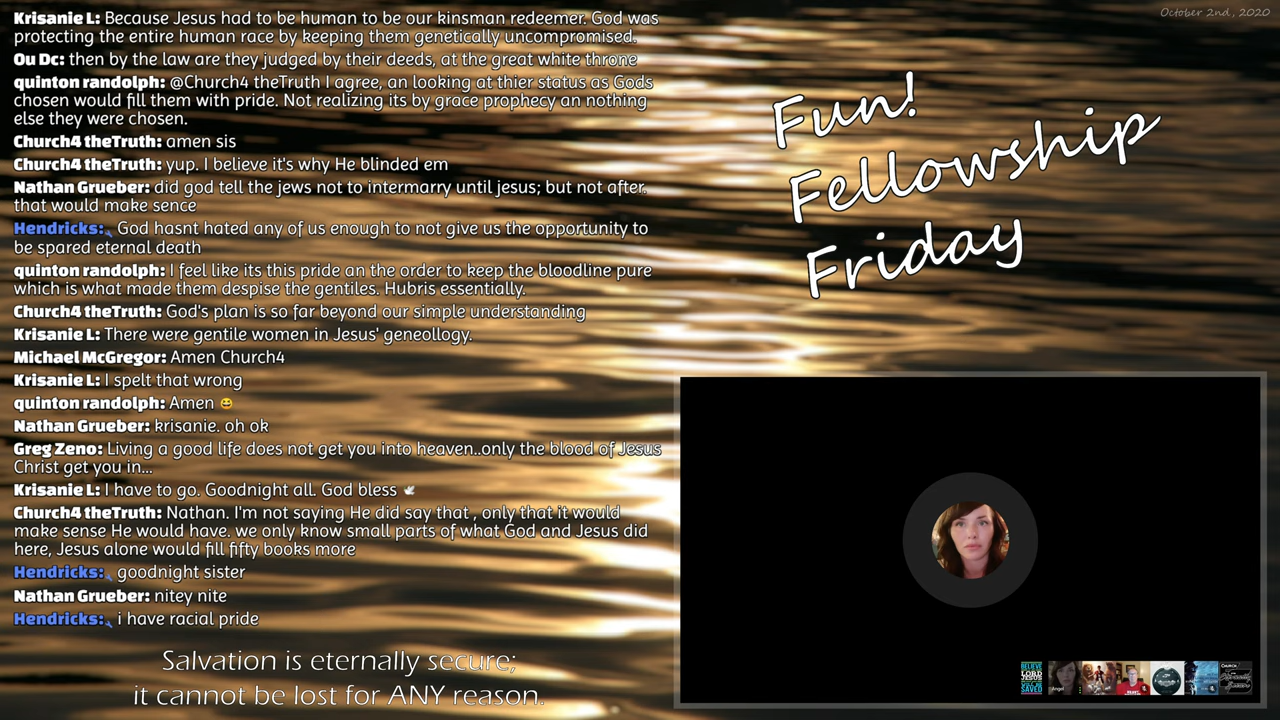 Krisanie L: Because Jesus had to be human to be our kinsman redeemer. God was
protecting the entire human race by keeping them genetically uncompromised.
Ou Dc: then by the law are they judged by their deeds, at the great white throne
quinton randolph: @Church4 theTruth I agree, an looking at thier status as Gods
chosen would fill them with pride. Not realizing its by grace prophecy an nothing
else they were chosen.
Church4 theTruth: amen sis
Church4 theTruth: yup. I believe it's why He blinded em
Nathan Grueber: did god tell the jews not to intermarry until jesus; but not after.
that would make sence
Hendricks: God hasnt hated any of us enough to not give us the opportunity to
be spared eternal death
quinton randolph: I feel like its this pride an the order to keep the bloodline pure
which is what made them despise the gentiles. Hubris essentially.
Church4 theTruth: God's plan is so far beyond our simple understanding
Krisanie L: There were gentile women in Jesus' geneollogy.
Michael McGregor: Amen Church4
Krisanie L: I spelt that wrong
quinton randolph: Amen 😄
Nathan Grueber: krisanie. oh ok
Greg Zeno: Living a good life does not get you into heaven..only the blood of Jesus
Christ get you in...
Krisanie L: I have to go. Goodnight all. God bless 🕊
Church4 theTruth: Nathan. I'm not saying He did say that , only that it would
make sense He would have. we only know small parts of what God and Jesus did
here, Jesus alone would fill fifty books more
Hendricks: goodnight sister
Nathan Grueber: nitey nite
Hendricks: i have racial pride
Salvation is eternally secure;
it cannot be lost for ANY reason.
October 2nd, 2020
Fun!
Fellowship
Friday
BELIEVE
LORD
JESUS
SAVED
Angel